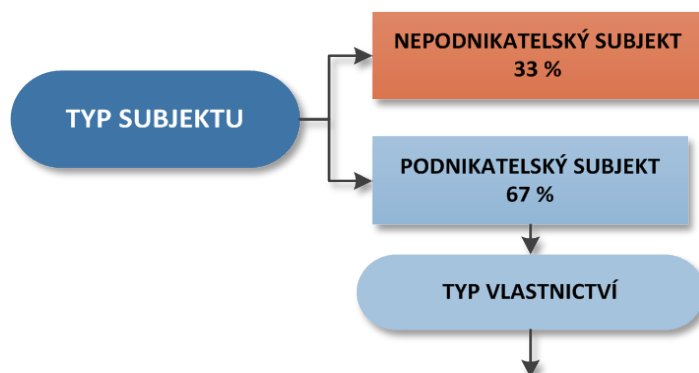 NEPODNIKATELSKÝ SUBJEKT
33 %
TYP SUBJEKTU
PODNIKATELSKÝ SUBJEKT
67 %
TYP VLASTNICTVÍ